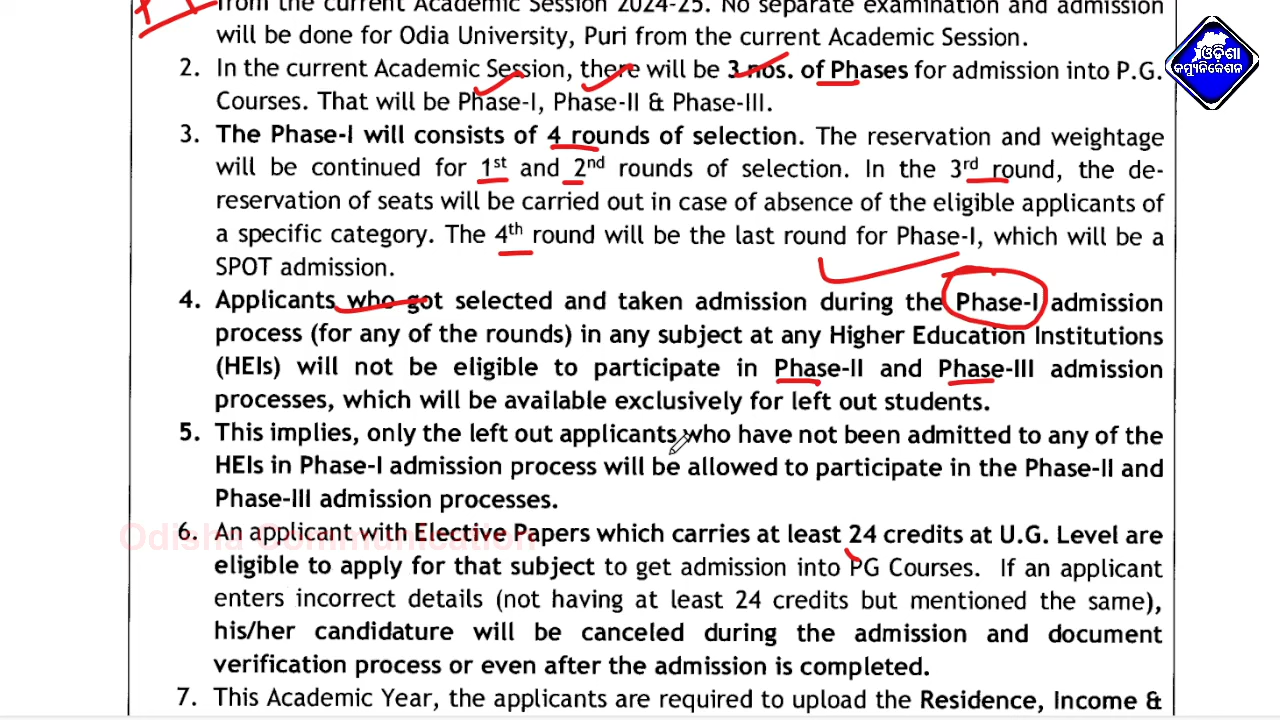 from the current Academic Session 2024-25. No separate examination and admission
will be done for Odia University, Puri from the current Academic Session.
ଓଡ଼ିଶା
କମ୍ୟୁନିକେଶନ
2. In the current Academic Session, there will be 3 nos. of Phases for admission into P.G.
Courses. That will be Phase-I, Phase-II & Phase-III.
3. The Phase-I will consists of 4 rounds of selection. The reservation and weightage
will be continued for 1st and 2nd rounds of selection. In the 3rd round, the de-
reservation of seats will be carried out in case of absence of the eligible applicants of
a specific category. The 4th round will be the last round for Phase-I, which will be a
SPOT admission.
4. Applicants who got selected and taken admission during the Phase-I admission
process (for any of the rounds) in any subject at any Higher Education Institutions
(HEIs) will not be eligible to participate in Phase-II and Phase-III admission
processes, which will be available exclusively for left out students.
5. This implies, only the left out applicants who have not been admitted to any of the
HEIs in Phase-I admission process will be allowed to participate in the Phase-II and
Phase-III admission processes.
Odisha Communication
6. An applicant with Elective Papers which carries at least 24 credits at U.G. Level are
eligible to apply for that subject to get admission into PG Courses. If an applicant
enters incorrect details (not having at least 24 credits but mentioned the same),
his/her candidature will be canceled during the admission and document
verification process or even after the admission is completed.
7. This Academic Year, the applicants are required to upload the Residence, Income &